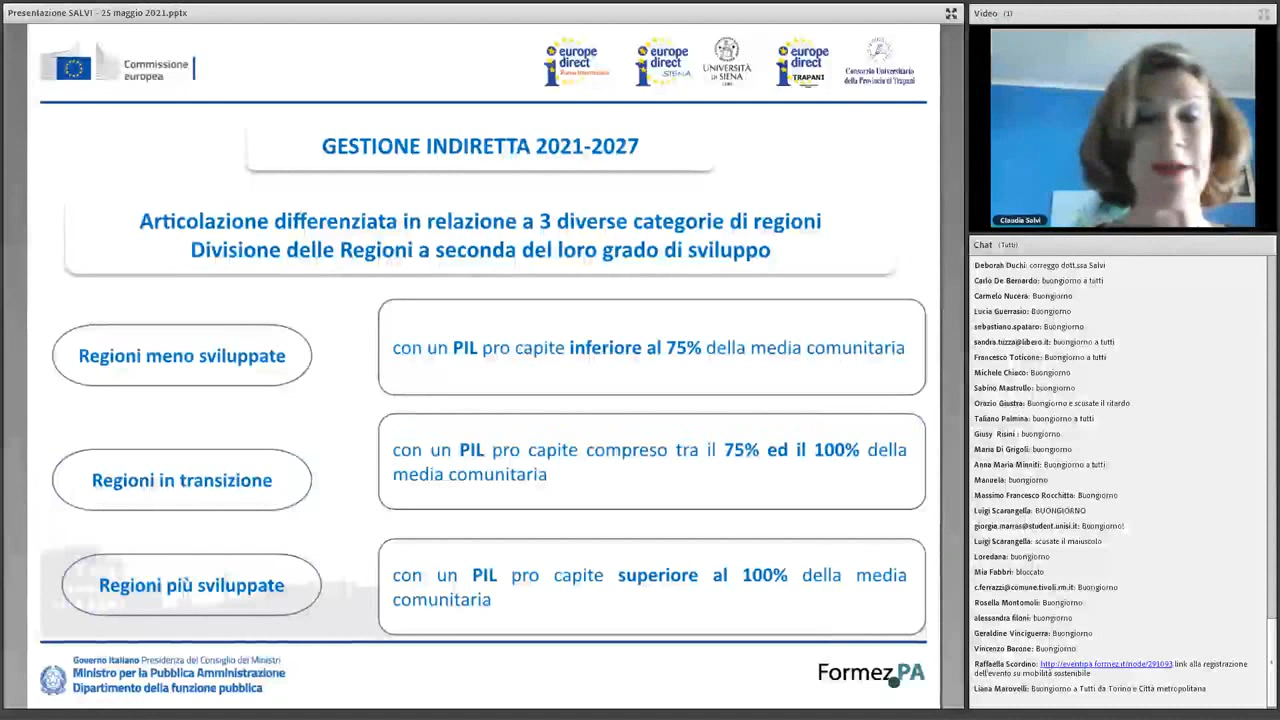 Presentazione SALVI - 25 maggio 2021.pptx
Commissione
europea
europe
direct
Roma Intermedia
europe
direct
SIENA
UNIVERSITÀ
DI SIENA
1240
europe
direct
TRAPANI
Consorzio Universitario
della Provincia di Trapani
GESTIONE INDIRETTA 2021-2027
Articolazione differenziata in relazione a 3 diverse categorie di regioni
Divisione delle Regioni a seconda del loro grado di sviluppo
Regioni meno sviluppate
con un PIL pro capite inferiore al 75% della media comunitaria
Regioni in transizione
con un PIL pro capite compreso tra il 75% ed il 100% della
media comunitaria
Regioni più sviluppate
con un PIL pro capite superiore al 100% della media
comunitaria
Governo Italiano Presidenza del Consiglio dei Ministri
Ministro per la Pubblica Amministrazione
Dipartimento della funzione pubblica
Formez PA
Video (1)
Claudia Salvi
Chat (Tutti)
Deborah Duchi: correggo dott.ssa Salvi
Carlo De Bernardo: buongiorno a tutti
Carmelo Nucera: Buongiorno
Lucia Guerrasio: Buongiorno
sebastiano.spataro: Buongiorno
sandra.tuzza@libero.it: buongiorno a tutti
Francesco Toticone: Buongiorno a tutti
Michele Chiaco: Buongiorno
Sabino Mastrullo: buongiorno
Orazio Giustra: Buongiorno e scusate il ritardo
Taliano Palmina: buongiorno a tutti
Giusy Risini : buongiorno
Maria Di Grigoli: buongiorno
Anna Maria Minniti: Buongiorno a tutti
Manuela: buongiorno
Massimo Francesco Rocchitta: Buongiorno
Luigi Scarangella: BUONGIORNO
giorgia.marras@student.unisi.it: Buongiorno!
Luigi Scarangella: scusate il maiuscolo
Loredana: buongiorno
Mia Fabbri: bloccato
c.ferrazzi@comune.tivoli.rm.it: Buongiorno
Rosella Montomoli: Buongiorno
alessandra filoni: buongiorno
Geraldine Vinciguerra: Buongiorno
Vincenzo Barone: Buongiorno
Raffaella Scordino: http://eventipa.formez.it/node/291093 link alla registrazione
dell'evento su mobilità sostenibile
Liana Marovelli: Buongiorno a Tutti da Torino e Città metropolitana